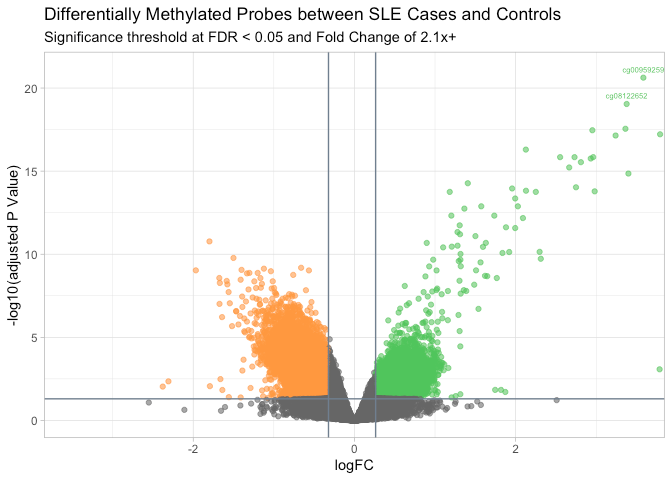 Differentially Methylated Probes between SLE Cases and Controls
Significance threshold at FDR < 0.05 and Fold Change of 2.1x+
cg00959259
cg08122652
20
15
10
5
0
-log10(adjusted P Value)
-2
0
2
logFC